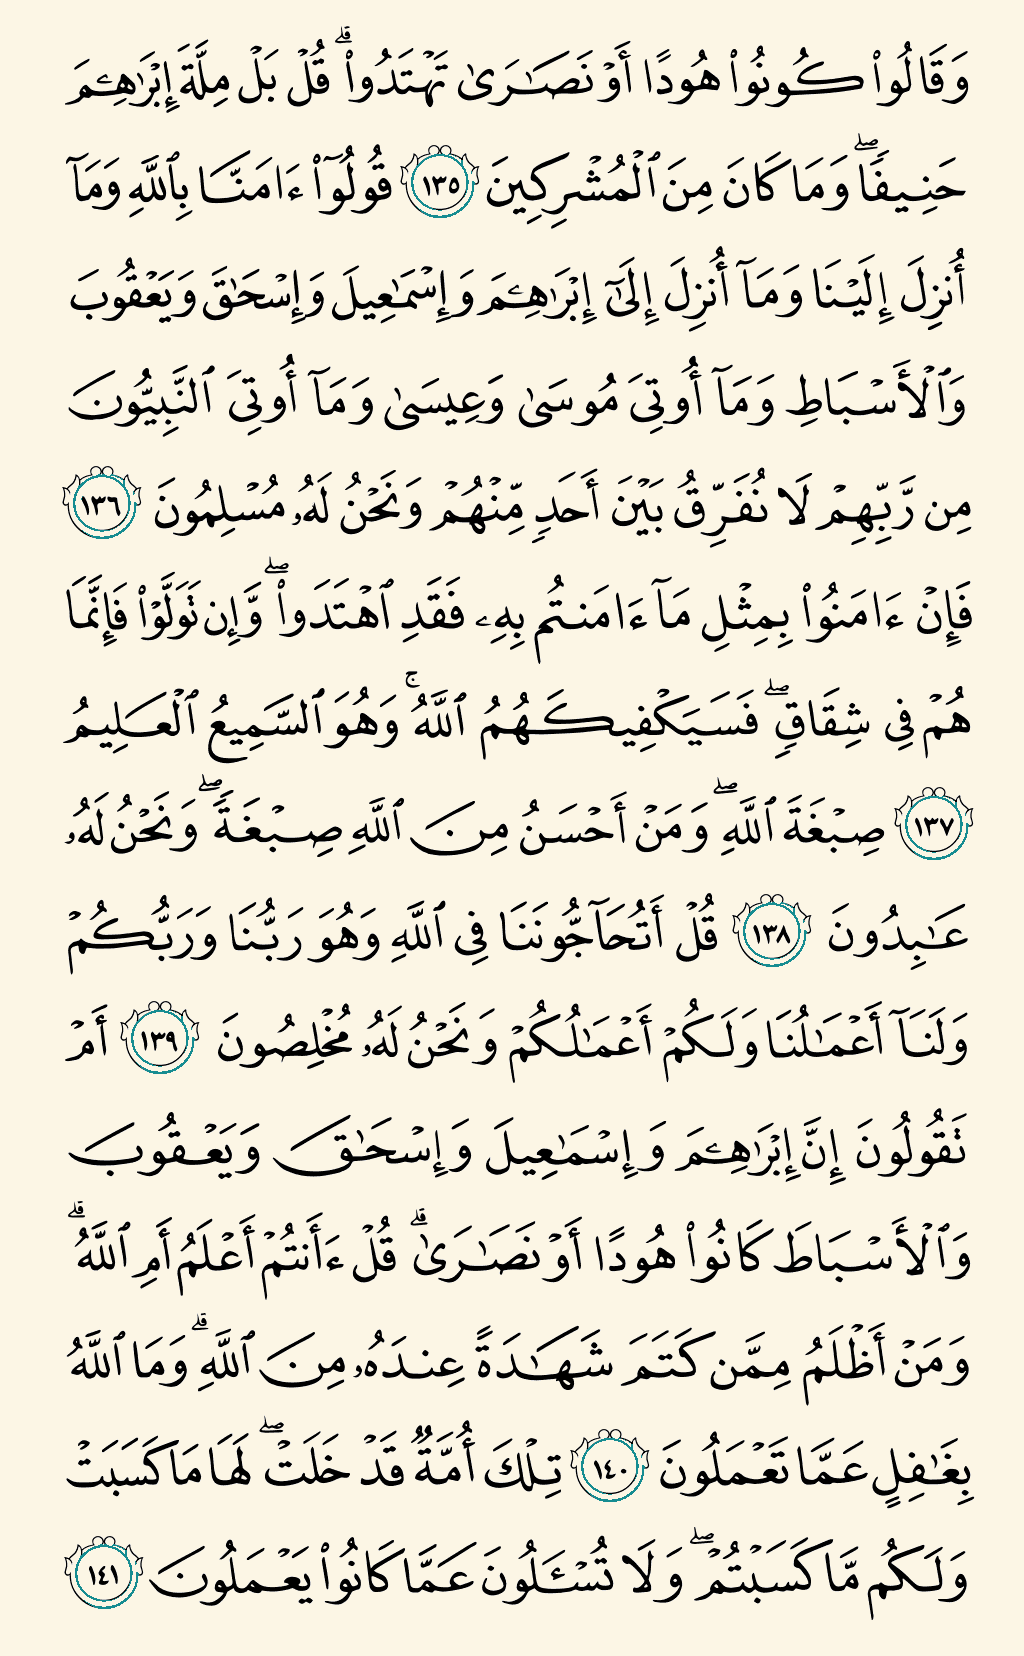 وَقَالُوا۟ كُونُوا۟ هُودًا أَوْ نَصَـٰرَىٰ تَهْتَدُوا۟ ۗ قُلْ بَلْ مِلَّةَ إِبْرَٰهِـۧمَ
حَنِيفًا ۖ وَمَا كَانَ مِنَ ٱلْمُشْرِكِينَ ١٣٥ قُولُوٓا۟ ءَامَنَّا بِٱللَّهِ وَمَآ
أُنزِلَ إِلَيْنَا وَمَآ أُنزِلَ إِلَىٰٓ إِبْرَٰهِـۧمَ وَإِسْمَـٰعِيلَ وَإِسْحَـٰقَ وَيَعْقُوبَ
وَٱلْأَسْبَاطِ وَمَآ أُوتِىَ مُوسَىٰ وَعِيسَىٰ وَمَآ أُوتِىَ ٱلنَّبِيُّونَ
مِن رَّبِّهِمْ لَا نُفَرِّقُ بَيْنَ أَحَدٍ مِّنْهُمْ وَنَحْنُ لَهُۥ مُسْلِمُونَ ١٣٦
فَإِنْ ءَامَنُوا۟ بِمِثْلِ مَآ ءَامَنتُم بِهِۦ فَقَدِ ٱهْتَدَوا۟ ۖ وَّإِن تَوَلَّوْا۟ فَإِنَّمَا
هُمْ فِى شِقَاقٍ ۖ فَسَيَكْفِيكَهُمُ ٱللَّهُ ۚ وَهُوَ ٱلسَّمِيعُ ٱلْعَلِيمُ
١٣٧ صِبْغَةَ ٱللَّهِ ۖ وَمَنْ أَحْسَنُ مِنَ ٱللَّهِ صِبْغَةً ۖ وَنَحْنُ لَهُۥ
عَـٰبِدُونَ ١٣٨ قُلْ أَتُحَآجُّونَنَا فِى ٱللَّهِ وَهُوَ رَبُّنَا وَرَبُّكُمْ
وَلَنَآ أَعْمَـٰلُنَا وَلَكُمْ أَعْمَـٰلُكُمْ وَنَحْنُ لَهُۥ مُخْلِصُونَ ١٣٩ أَمْ
تَقُولُونَ إِنَّ إِبْرَٰهِـۧمَ وَإِسْمَـٰعِيلَ وَإِسْحَـٰقَ وَيَعْقُوبَ
وَٱلْأَسْبَاطَ كَانُوا۟ هُودًا أَوْ نَصَـٰرَىٰ ۗ قُلْ ءَأَنتُمْ أَعْلَمُ أَمِ ٱللَّهُ ۗ
وَمَنْ أَظْلَمُ مِمَّن كَتَمَ شَهَـٰدَةً عِندَهُۥ مِنَ ٱللَّهِ ۗ وَمَا ٱللَّهُ
بِغَـٰفِلٍ عَمَّا تَعْمَلُونَ ١٤٠ تِلْكَ أُمَّةٌ قَدْ خَلَتْ ۖ لَهَا مَا كَسَبَتْ
وَلَكُم مَّا كَسَبْتُمْ ۖ وَلَا تُسْـَٔلُونَ عَمَّا كَانُوا۟ يَعْمَلُونَ ١٤١